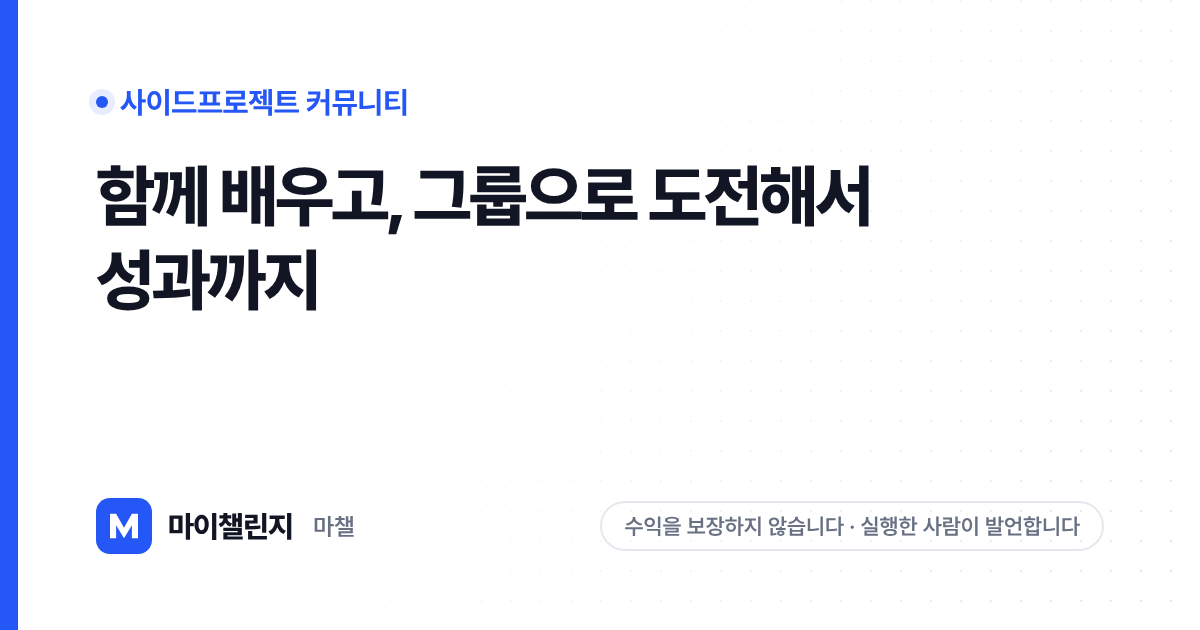 사이드프로젝트 커뮤니티
함께 배우고, 그룹으로 도전해서
성과까지
M 마이챌린지 마챌
수익을 보장하지 않습니다 · 실행한 사람이 발언합니다